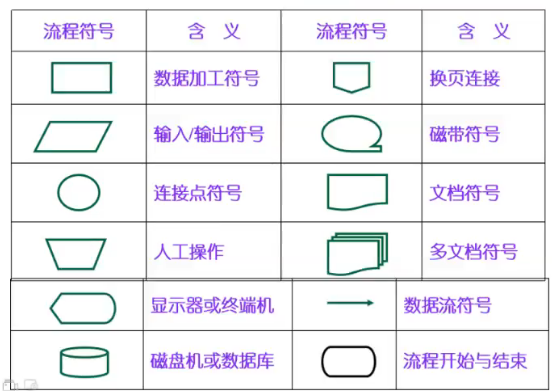 流程符号 含 义 流程符号 含 义
数据加工符号 换页连接
输入/输出符号 磁带符号
连接点符号 文档符号
人工操作 多文档符号
显示器或终端机 数据流符号
磁盘机或数据库 流程开始与结束